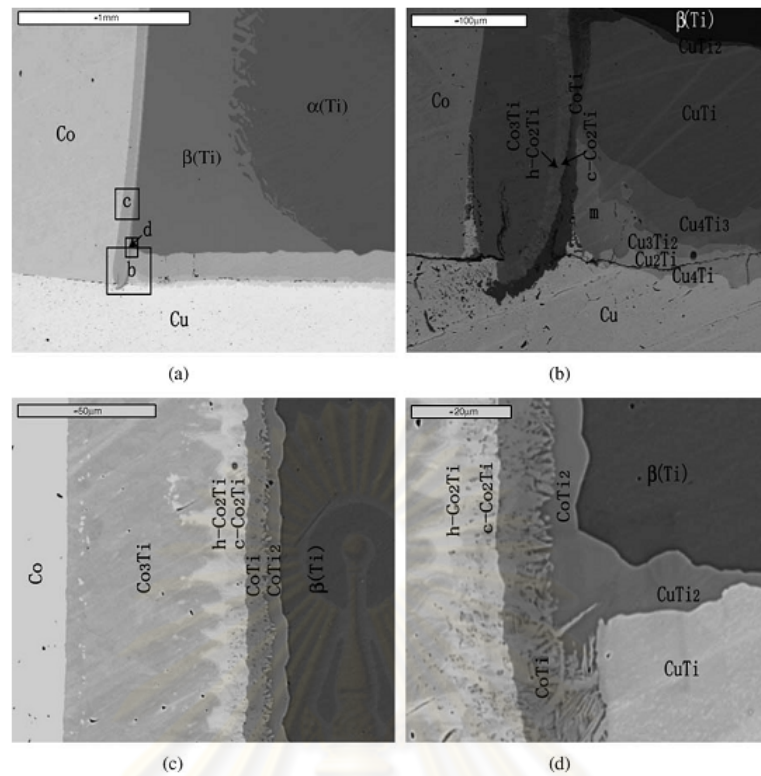 ≁1mm
Co
α(Ti)
β(Ti)
c
d
b
Cu
(a)
≁100μm
β(Ti)
CuTi2
Co
Co3Ti
h-Co2Ti
CoTi
c-Co2Ti
CuTi
m
Cu4Ti3
Cu3Ti2
Cu2Ti
Cu4Ti
Cu
(b)
≁50μm
Co
Co3Ti
h-Co2Ti
c-Co2Ti
CoTi
CoTi2
β(Ti)
(c)
≁20μm
h-Co2Ti
c-Co2Ti
CoTi2
β(Ti)
CuTi2
CoTi
CuTi
(d)